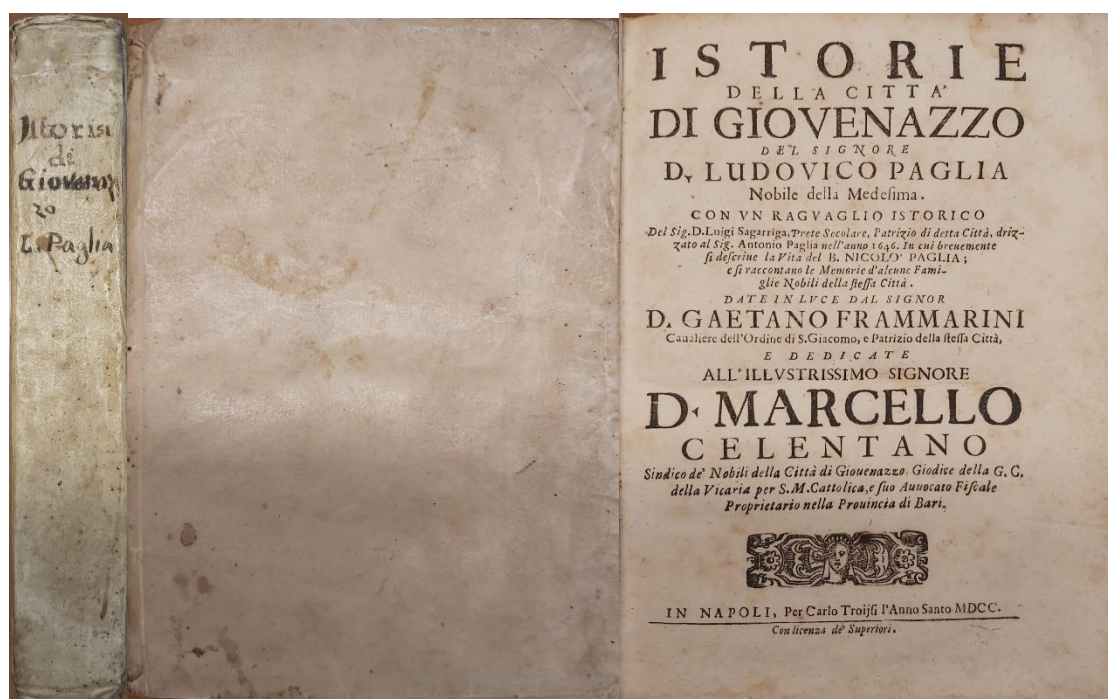 Istorie
di
Giovenaz
zo
L. Paglia
ISTORIE
DELLA CITTA'
DI GIOVENAZZO
DEL SIGNORE
D. LUDOVICO PAGLIA
Nobile della Medesima.
CON VN RAGVAGLIO ISTORICO
Del Sig. D. Luigi Sagarriga, Prete Secolare, Patrizio di detta Città, driz-
zato al Sig. Antonio Paglia nell'anno 1646. In cui breuemente
si descriue la Vita del B. NICOLO' PAGLIA;
e si raccontano le Memorie d'alcune Fami-
glie Nobili della stessa Città.
DATE IN LVCE DAL SIGNOR
D. GAETANO FRAMMARINI
Caualiere dell'Ordine di S. Giacomo, e Patrizio della stessa Città,
E DEDICATE
ALL'ILLVSTRISSIMO SIGNORE
D. MARCELLO
CELENTANO
Sindico de' Nobili della Città di Giouenazzo, Giodice della G. C.
della Vicaria per S. M. Cattolica, e suo Auuocato Fiscale
Proprietario nella Prouincia di Bari.
IN NAPOLI, Per Carlo Troijsi l'Anno Santo MDCC.
Con licenza de' Superiori.